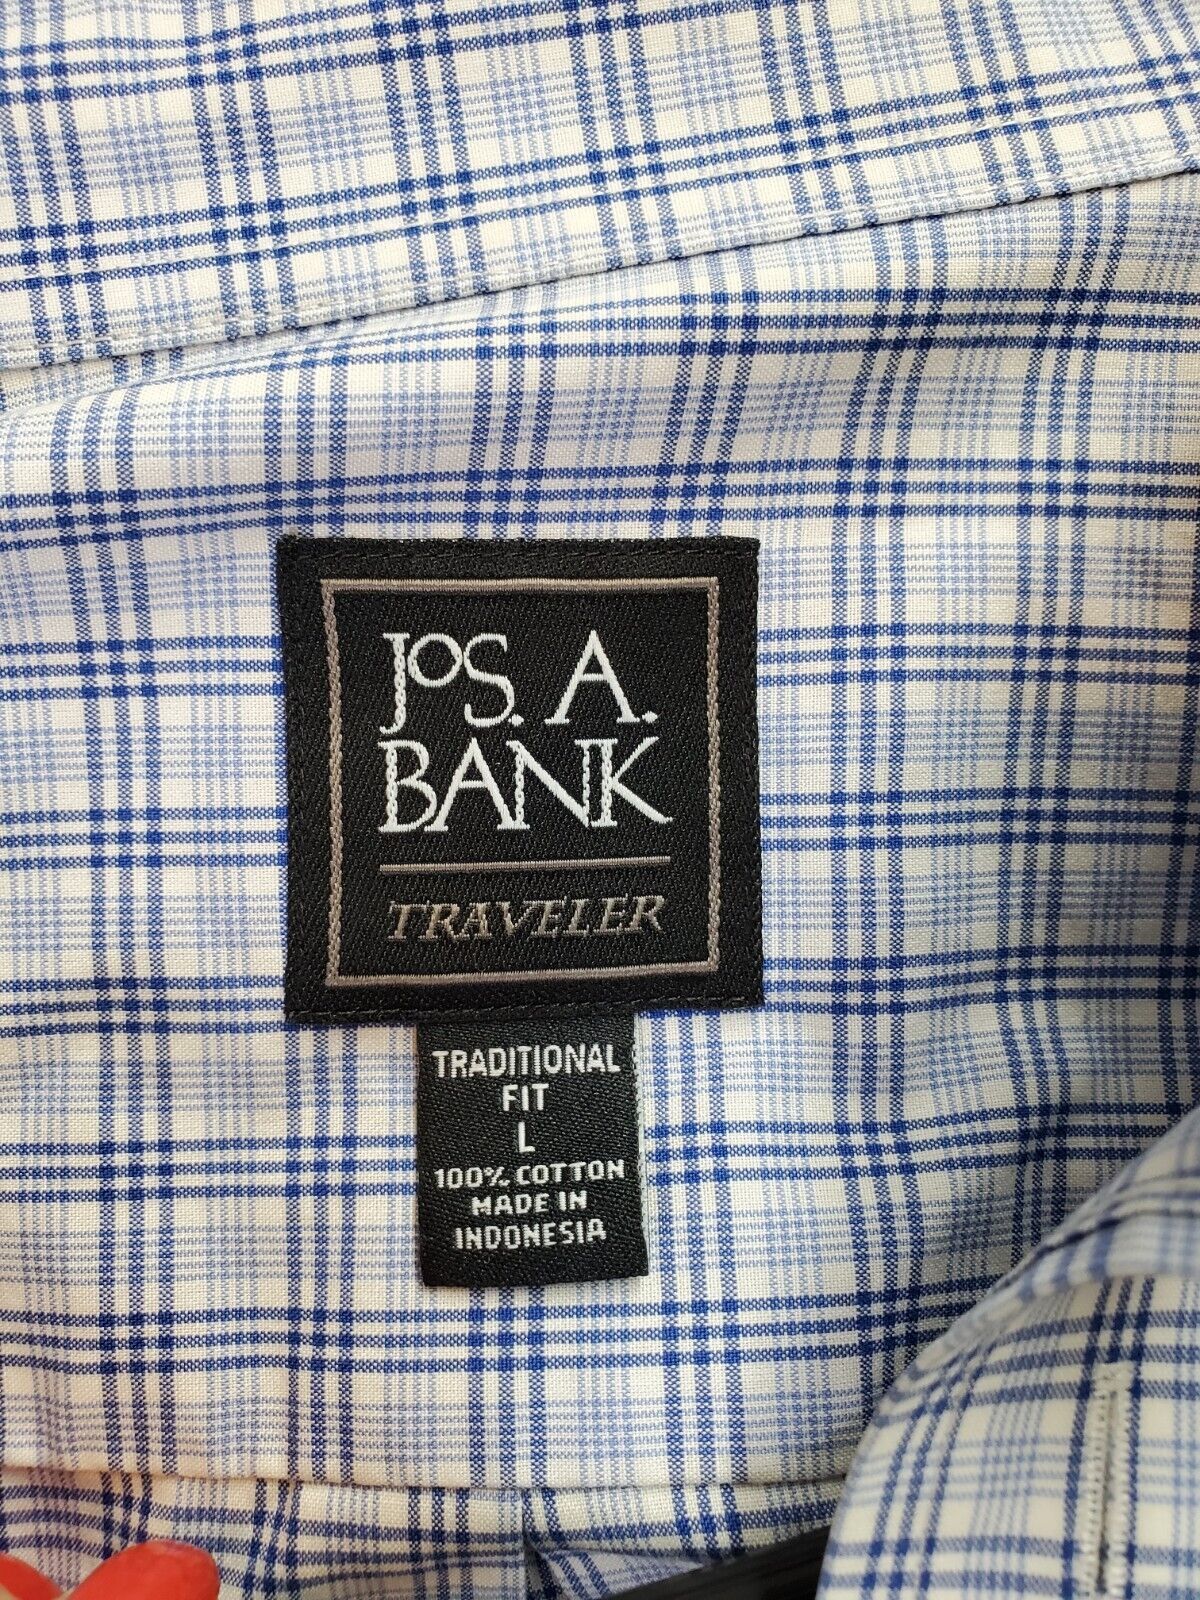 JOS. A.
BANK
TRAVELER
TRADITIONAL
FIT
L
100% COTTON
MADE IN
INDONESIA